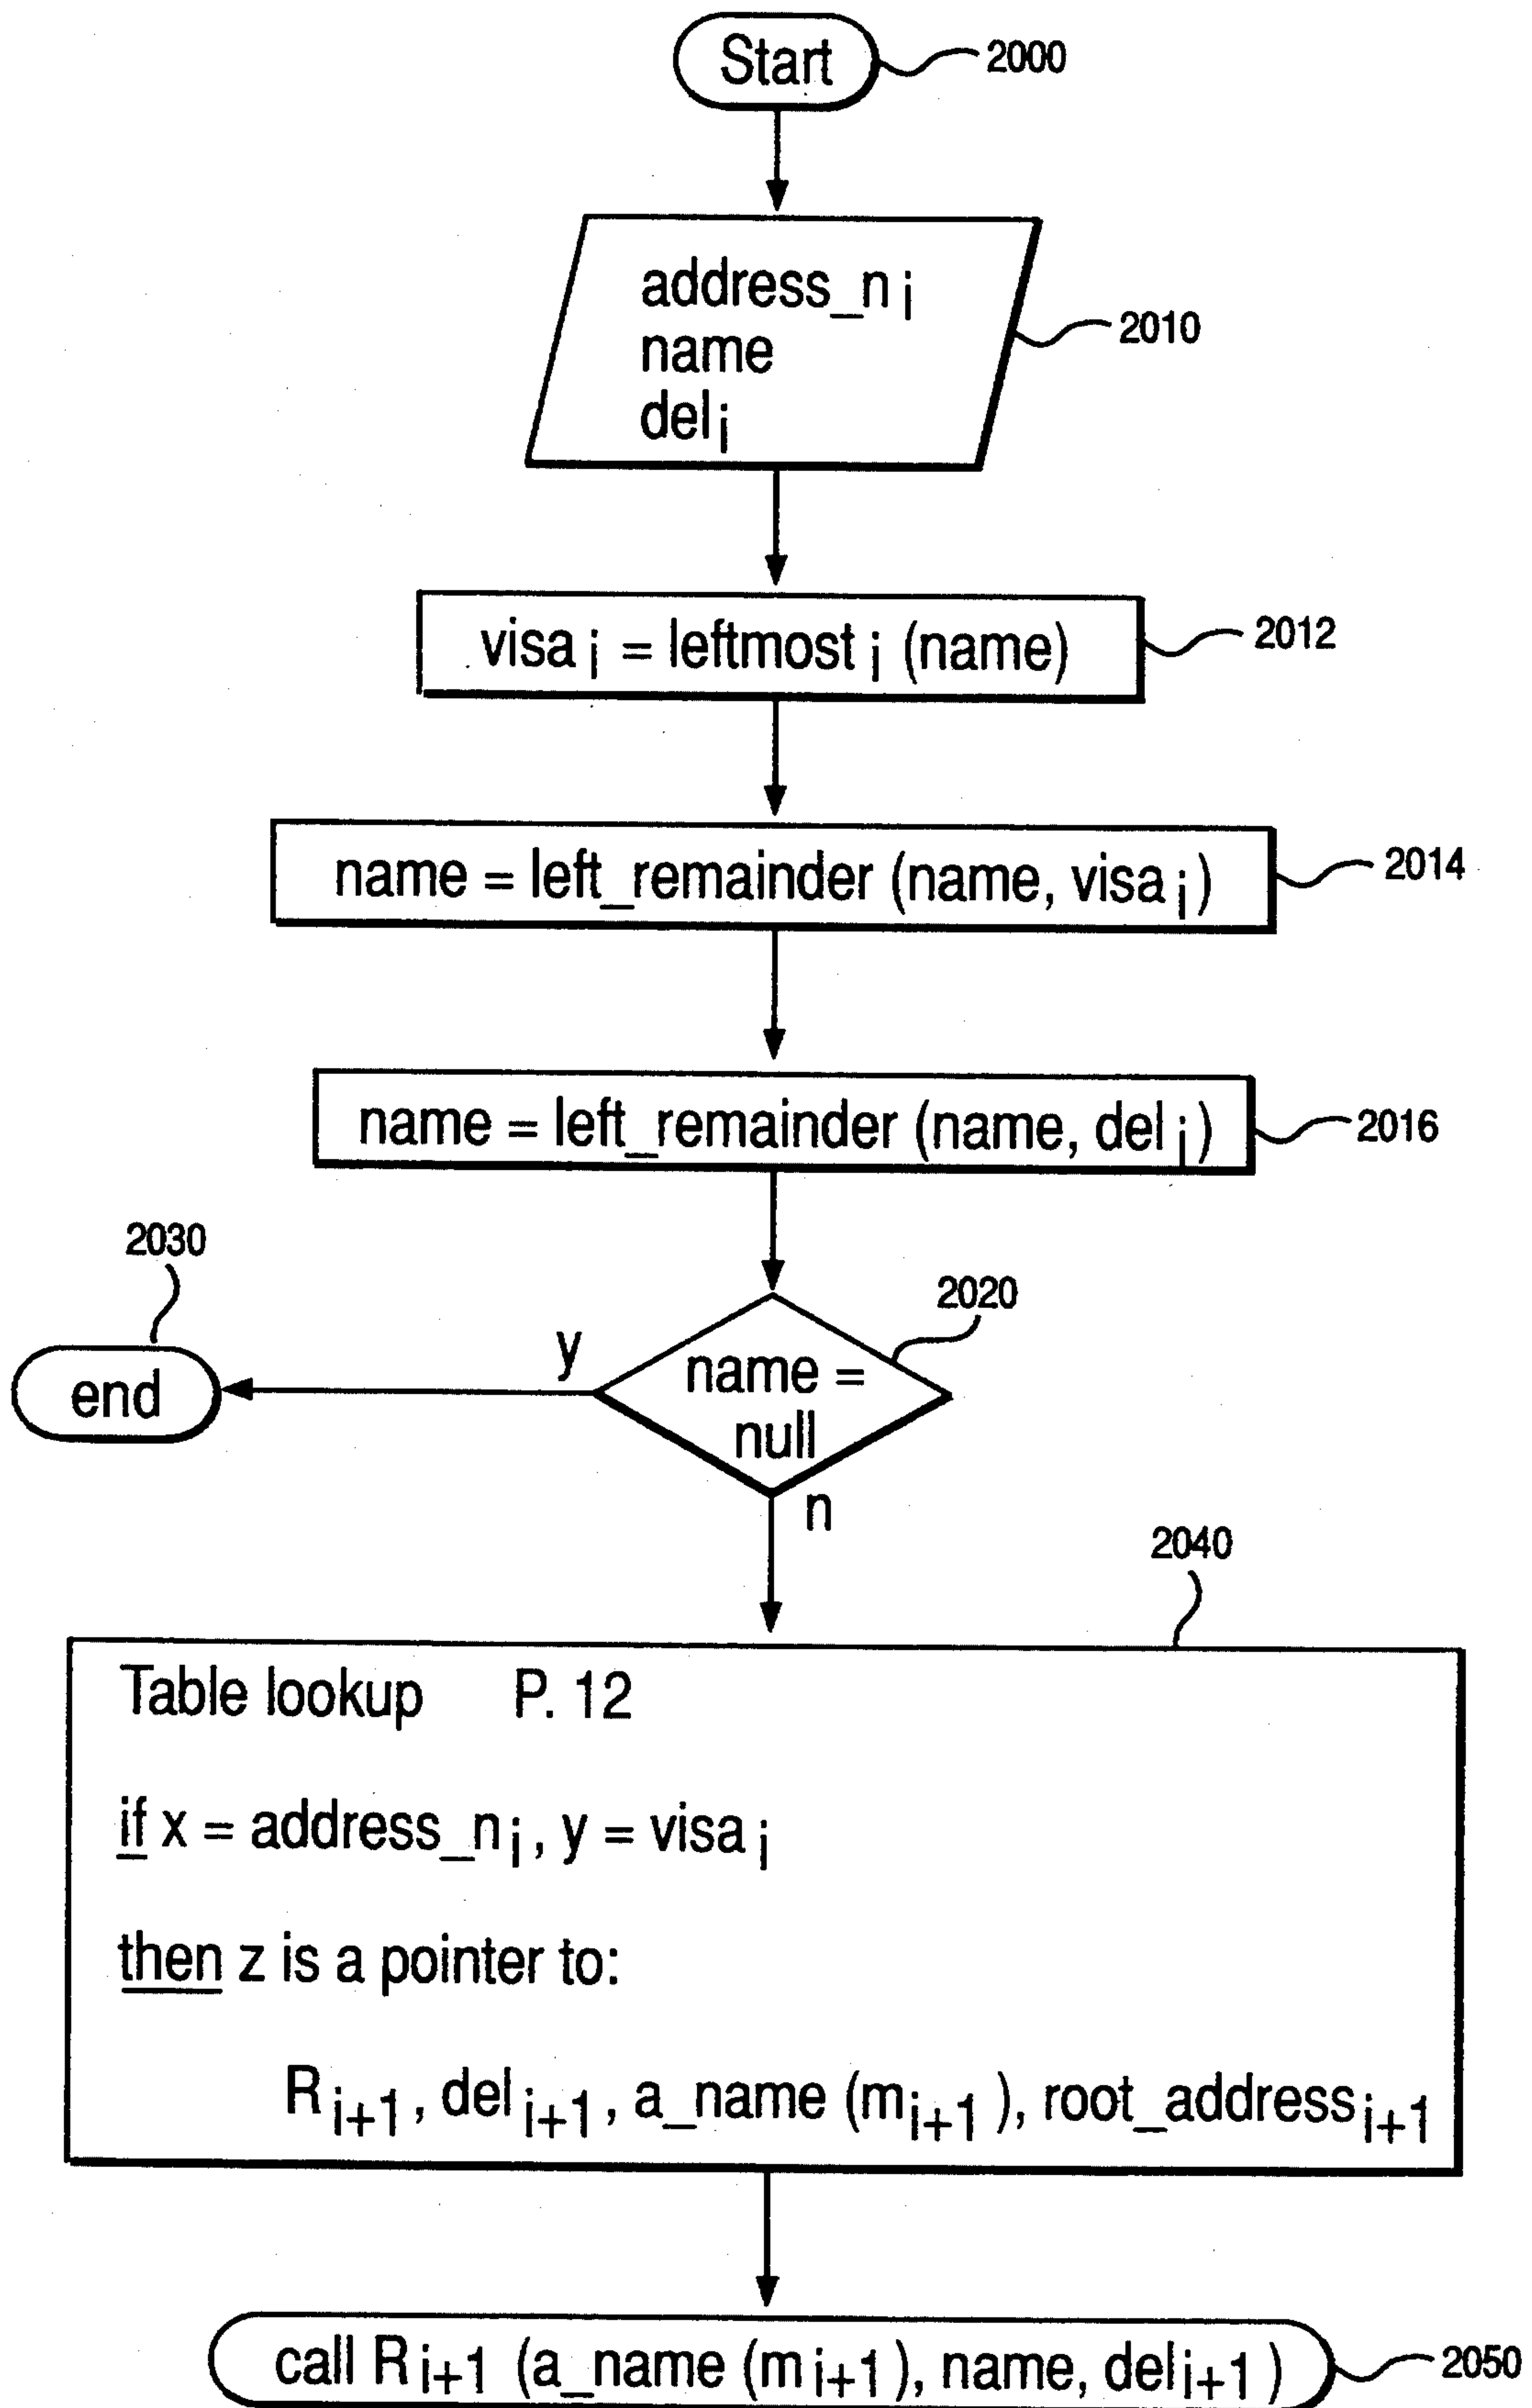 Start
2000
address_n i
name
del i
2010
visa i = leftmost i (name)
2012
name = left_remainder (name, visa i)
2014
name = left_remainder (name, del i)
2016
2030
2020
y
end
name =
null
n
2040
Table lookup P. 12
if x = address_n i, y = visa i
then z is a pointer to:
R i+1, del i+1, a_name (m i+1), root_address i+1
call R i+1 (a_name (m i+1), name, del i+1)
2050